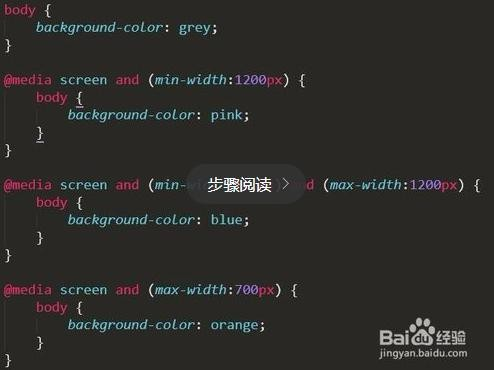 body {
background-color: grey;
}
@media screen and (min-width:1200px) {
body {
background-color: pink;
}
}
@media screen and (min- 步骤阅读 > d (max-width:1200px) {
body {
background-color: blue;
}
}
@media screen and (max-width:700px) {
body {
background-color: orange;
}
}
Bai du 经验
jingyan.baidu.com